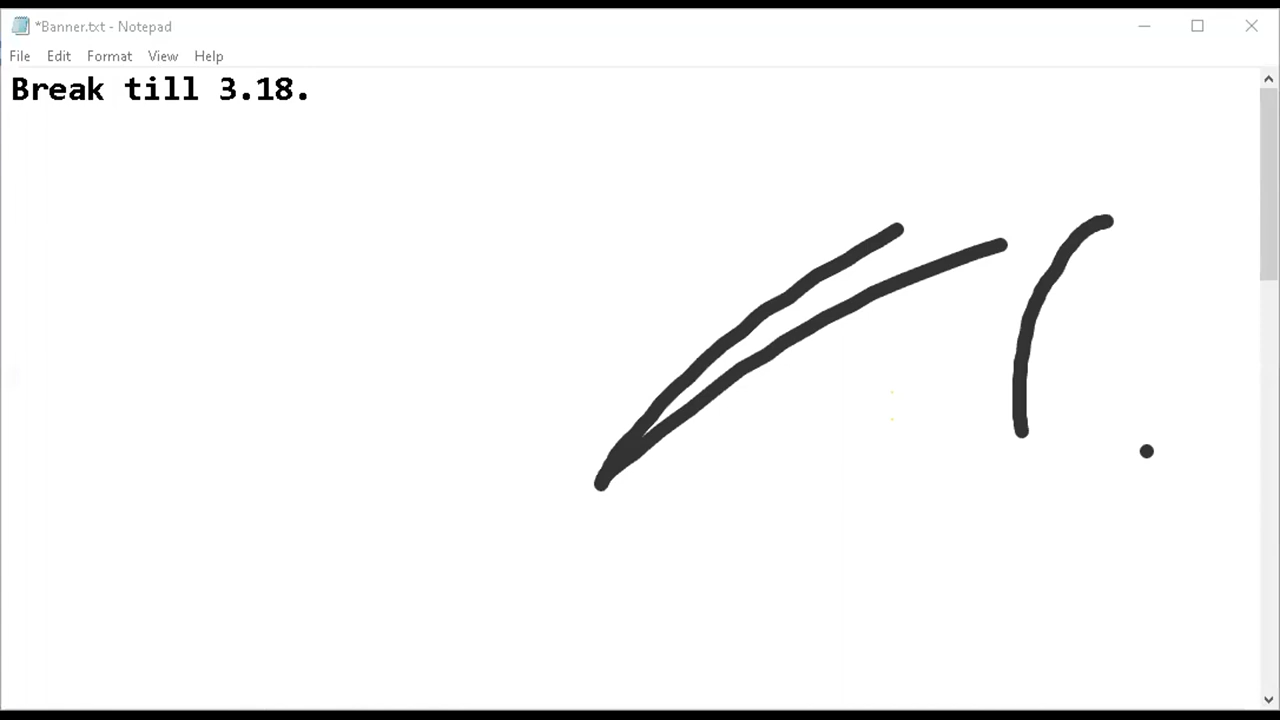 *Banner.txt - Notepad
File Edit Format View Help
Break till 3.18.